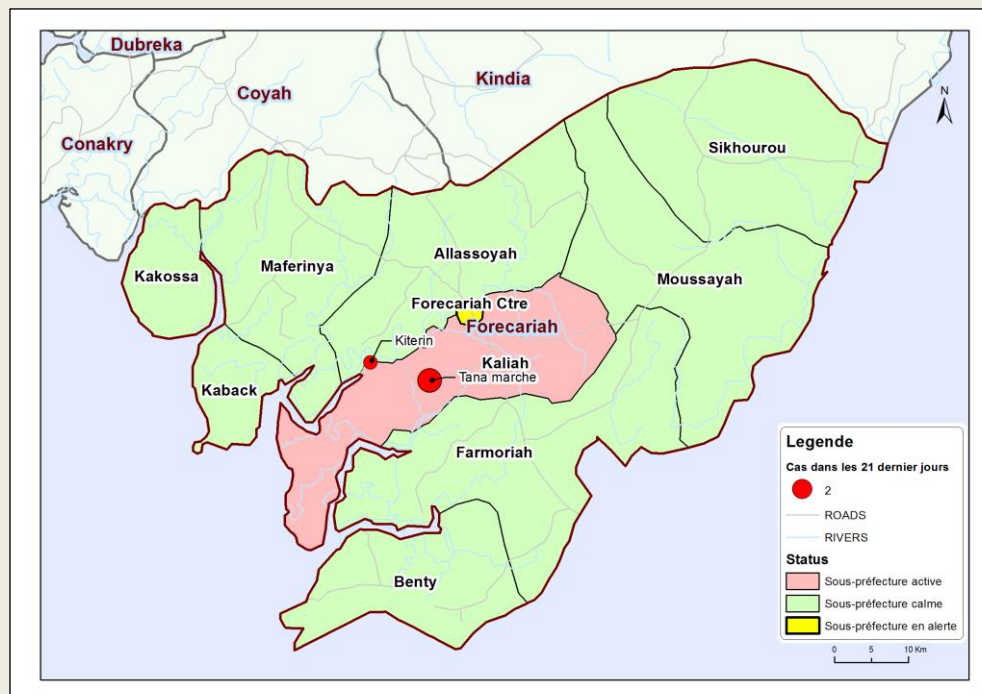 Dubreka
Kindia
Coyah
N
Conakry
Sikhourou
Allassoyah
Maferinya
Kakossa
Moussayah
Forecariah Ctre
Forecariah
Kiterin
Kaliah
Tana marche
Kaback
Farmoriah
Benty
Legende
Cas dans les 21 dernier jours
2
ROADS
RIVERS
Status
Sous-préfecture active
Sous-préfecture calme
Sous-préfecture en alerte
0 5 10 Km